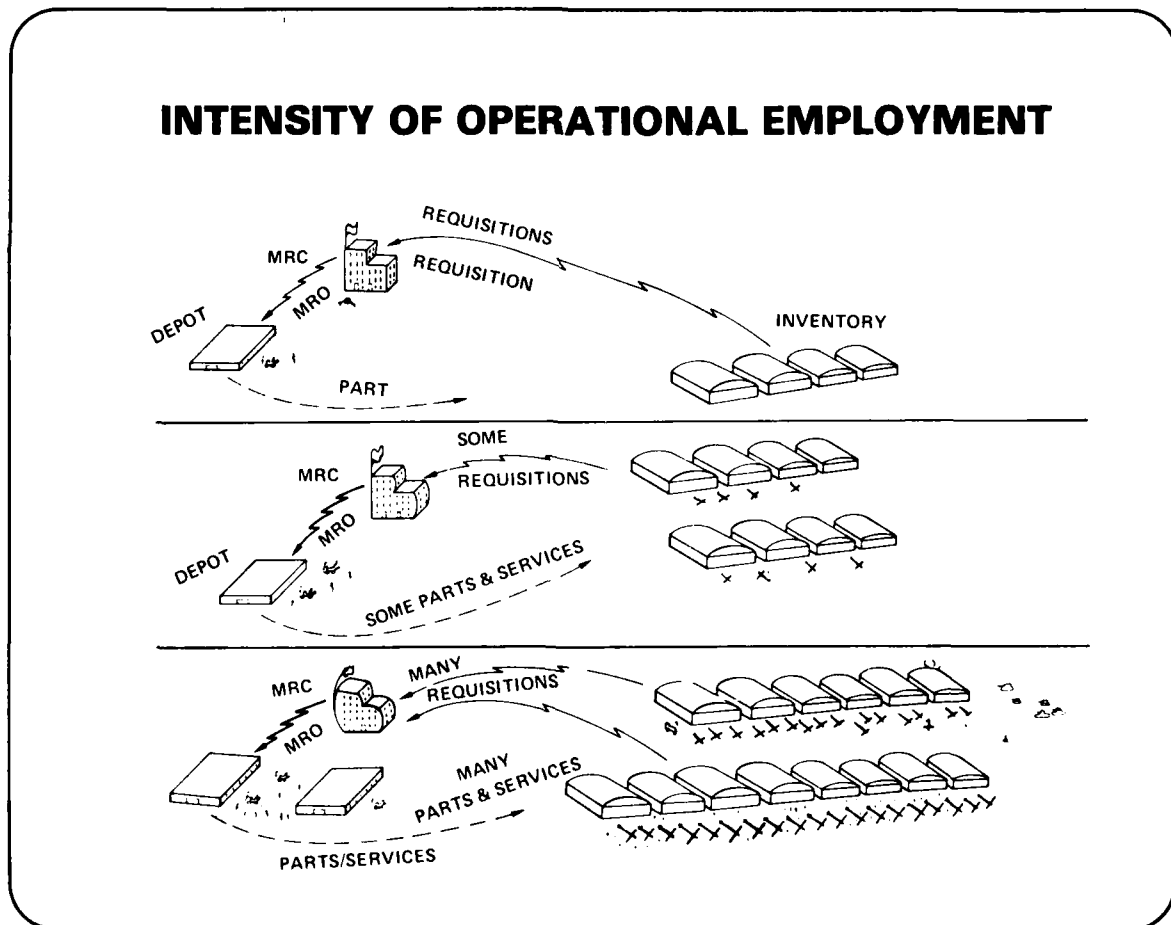 INTENSITY OF OPERATIONAL EMPLOYMENT
REQUISITIONS
MRC
REQUISITION
MRO
DEPOT
INVENTORY
PART
SOME
MRC
REQUISITIONS
MRO
DEPOT
SOME PARTS & SERVICES
MRC
MANY
REQUISITIONS
MRO
MANY
PARTS & SERVICES
PARTS/SERVICES